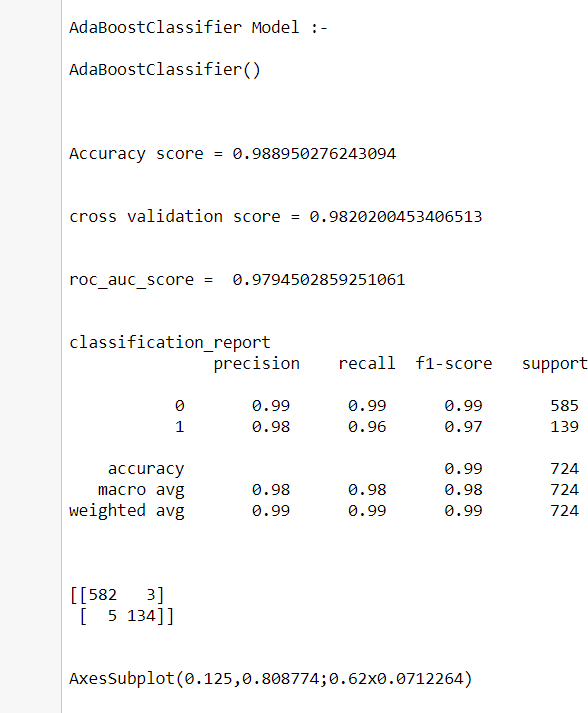 AdaBoostClassifier Model :-
AdaBoostClassifier()
Accuracy score = 0.988950276243094
cross validation score = 0.9820200453406513
roc_auc_score =  0.9794502859251061
classification_report
precision    recall  f1-score   support
0       0.99      0.99      0.99       585
1       0.98      0.96      0.97       139
accuracy                           0.99       724
macro avg       0.98      0.98      0.98       724
weighted avg       0.99      0.99      0.99       724
[[582   3]
[  5 134]]
AxesSubplot(0.125,0.808774;0.62x0.0712264)